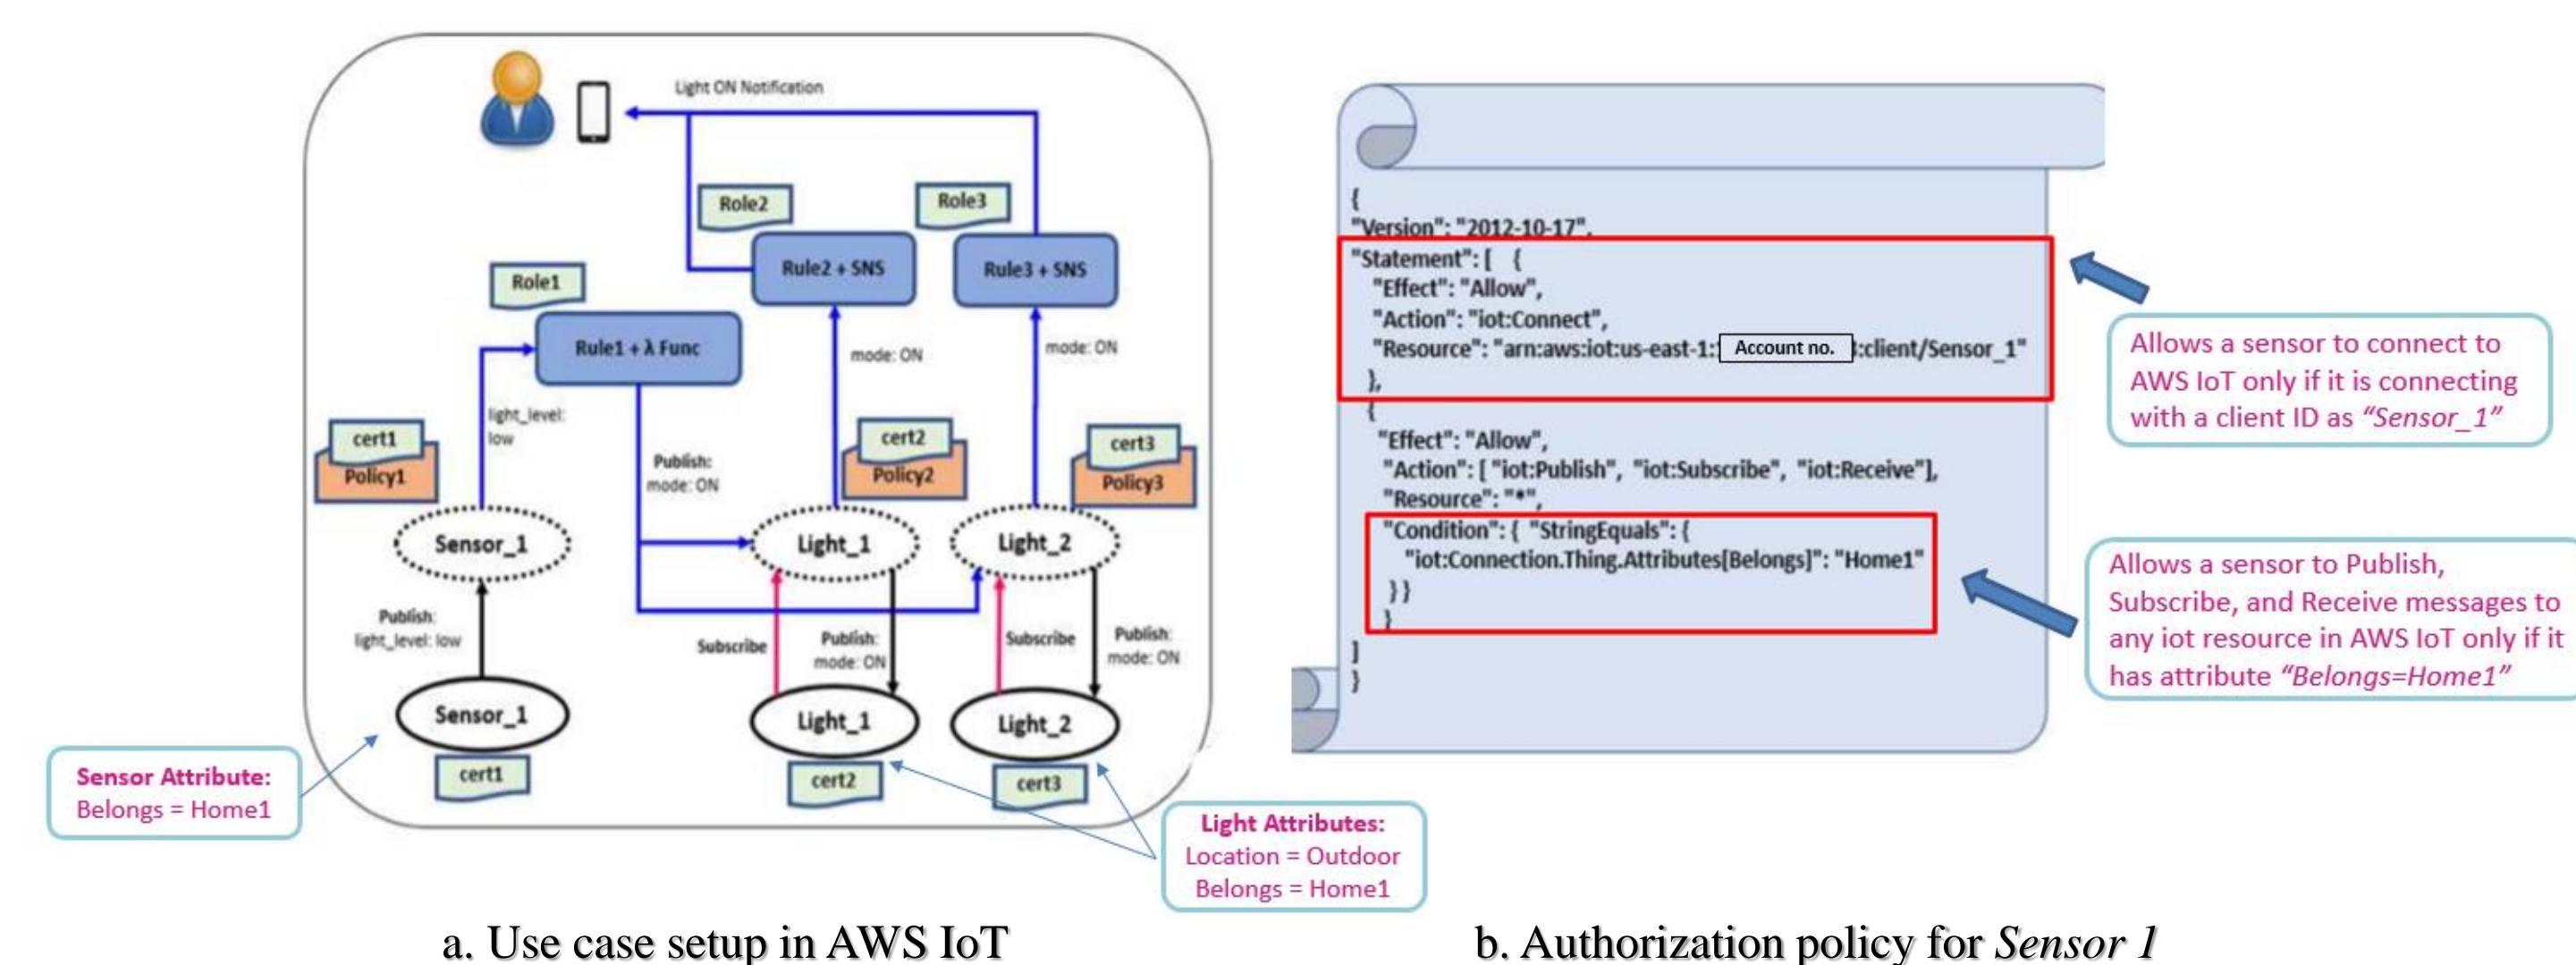 Light ON Notification
Role2
Role3
Rule2 + SNS
Rule3 + SNS
Role1
Rule1 + λ Func
mode: ON
mode: ON
light_level:
low
cert1
Policy1
Publish:
mode: ON
cert2
Policy2
cert3
Policy3
Sensor_1
Light_1
Light_2
Publish:
light_level: low
Subscribe
Publish:
mode: ON
Subscribe
Publish:
mode: ON
Sensor_1
Light_1
Light_2
cert1
cert2
cert3
Sensor Attribute:
Belongs = Home1
Light Attributes:
Location = Outdoor
Belongs = Home1
a. Use case setup in AWS IoT
{
"Version": "2012-10-17",
"Statement": [ {
"Effect": "Allow",
"Action": "iot:Connect",
"Resource": "arn:aws:iot:us-east-1: Account no. :client/Sensor_1"
},
{
"Effect": "Allow",
"Action": [ "iot:Publish", "iot:Subscribe", "iot:Receive"],
"Resource": "*",
"Condition": { "StringEquals": {
"iot:Connection.Thing.Attributes[Belongs]": "Home1"
} }
}
]
}
Allows a sensor to connect to
AWS IoT only if it is connecting
with a client ID as “Sensor_1”
Allows a sensor to Publish,
Subscribe, and Receive messages to
any iot resource in AWS IoT only if it
has attribute “Belongs=Home1”
b. Authorization policy for Sensor 1